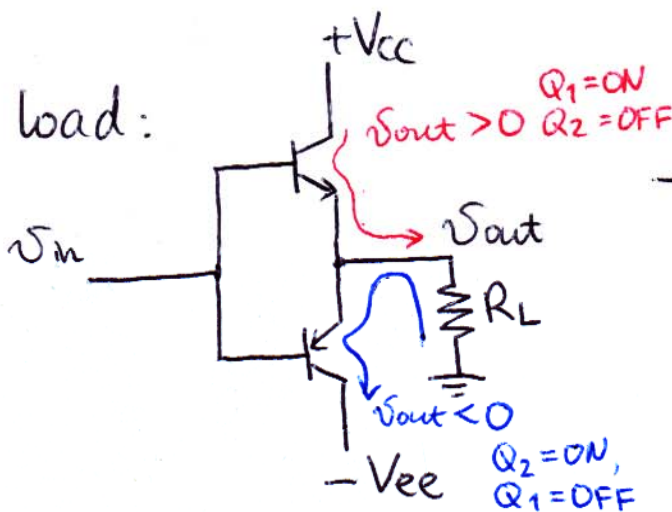 +Vcc
load:
Q₁=ON
vout >0 Q₂=OFF
vin
vout
RL
vout<0
-Vee
Q₂=ON,
Q₁=OFF